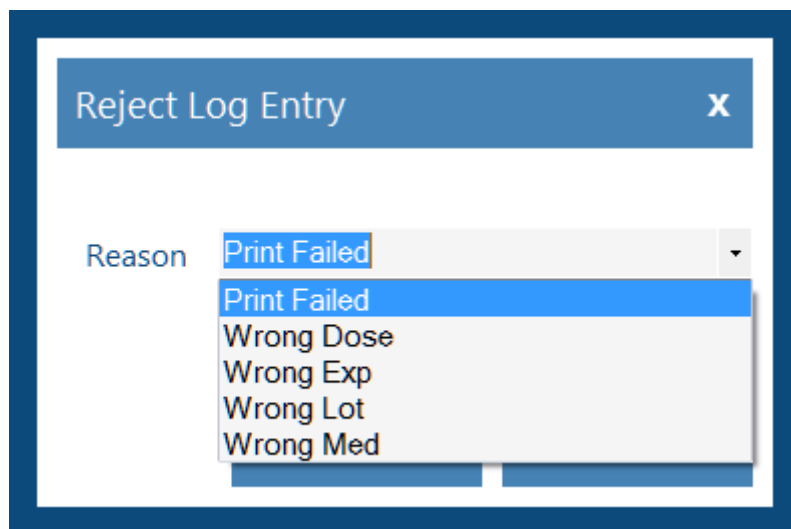 Reject Log Entry x
Reason Print Failed
Print Failed
Wrong Dose
Wrong Exp
Wrong Lot
Wrong Med